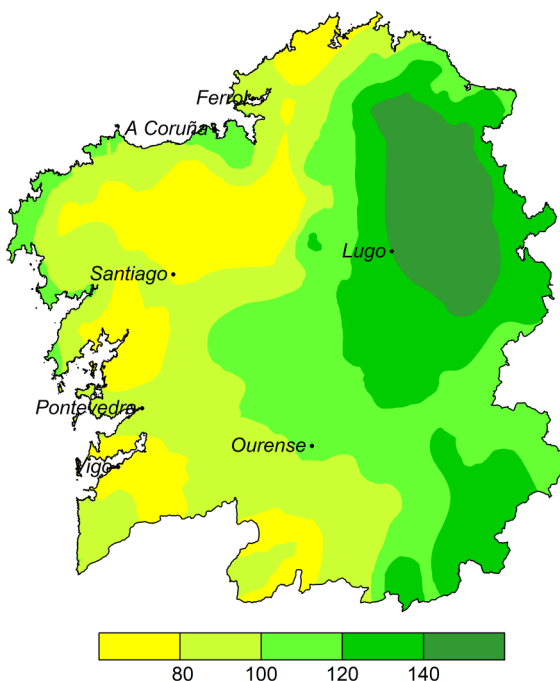 Ferrol
A Coruña
Lugo
Santiago
Pontevedra
Ourense
Vigo
80 100 120 140